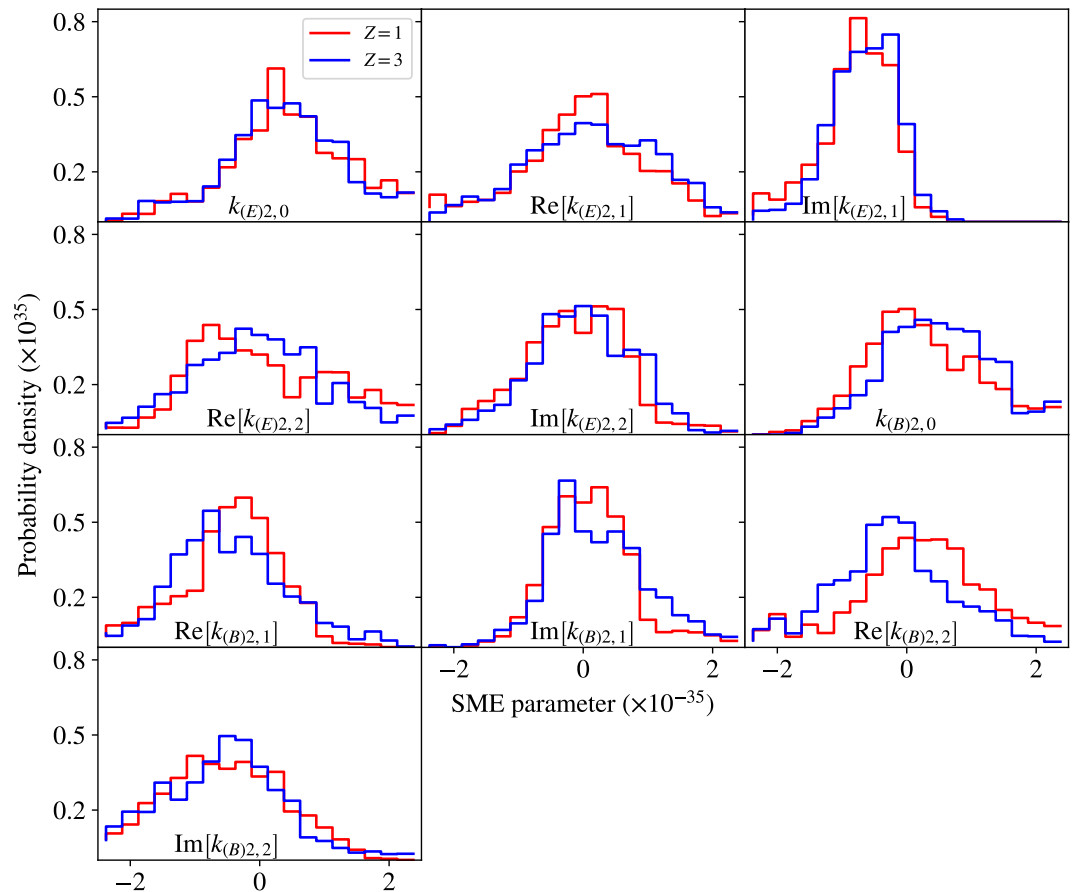 0.8
0.5
0.2
Z = 1
Z = 3
k(E)2,0
Re[k(E)2,1]
Im[k(E)2,1]
0.8
0.5
0.2
Re[k(E)2,2]
Im[k(E)2,2]
k(B)2,0
Probability density (×10^35)
0.8
0.5
0.2
Re[k(B)2,1]
Im[k(B)2,1]
Re[k(B)2,2]
−2 0 2
−2 0 2
SME parameter (×10^−35)
0.8
0.5
0.2
Im[k(B)2,2]
−2 0 2